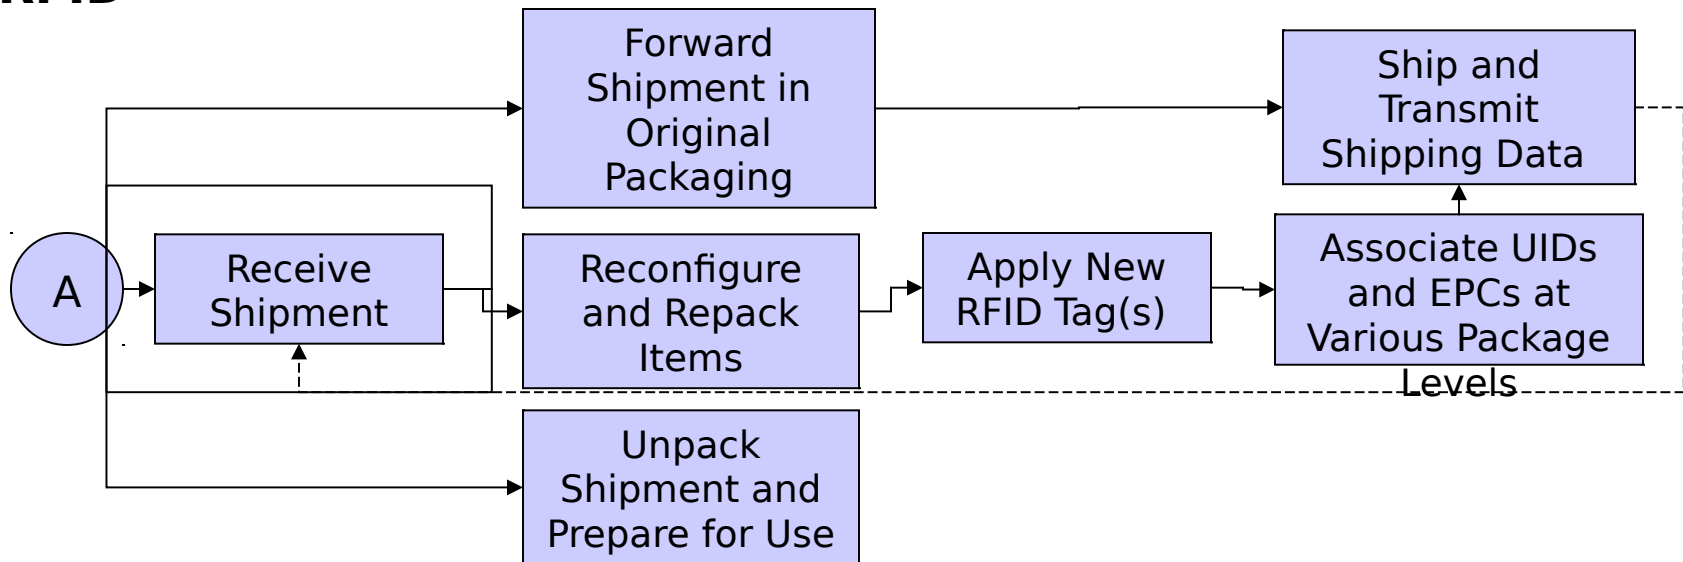 RFID
Forward
Shipment in
Original
Packaging
Ship and
Transmit
Shipping Data
A
Receive
Shipment
Reconfigure
and Repack
Items
Apply New
RFID Tag(s)
Associate UIDs
and EPCs at
Various Package
Levels
Unpack
Shipment and
Prepare for Use